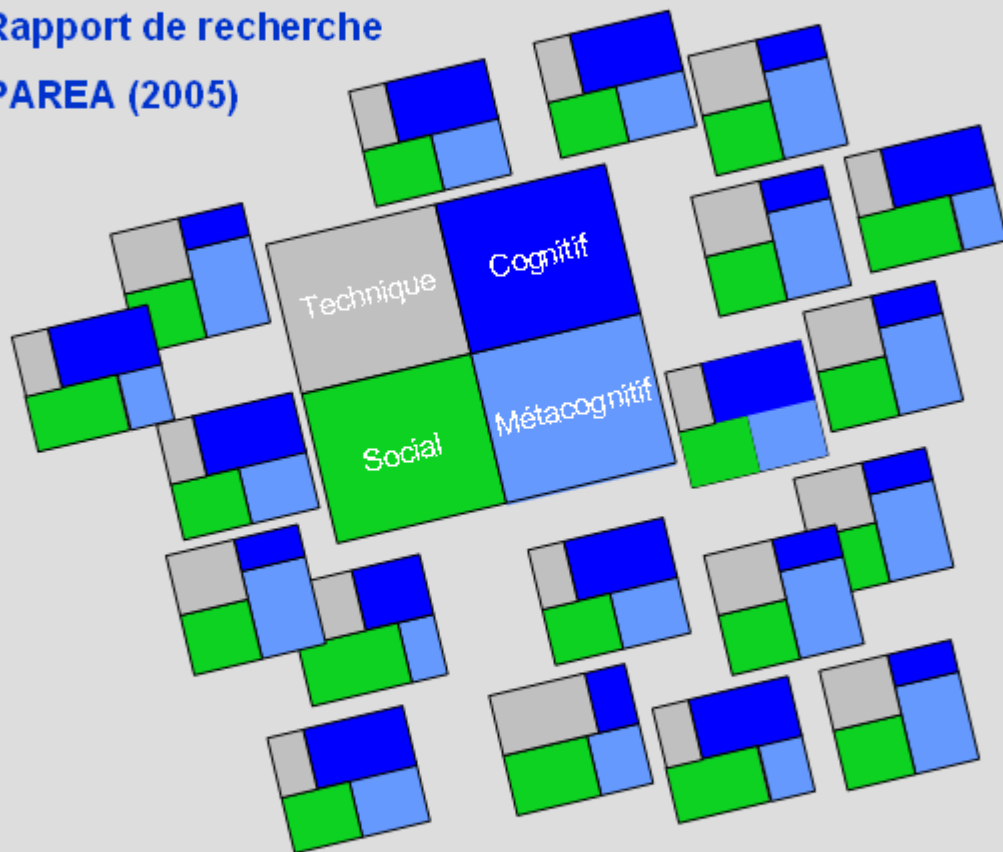 Rapport de recherche
PAREA (2005)
Technique
Cognitif
Social
Métacognitif